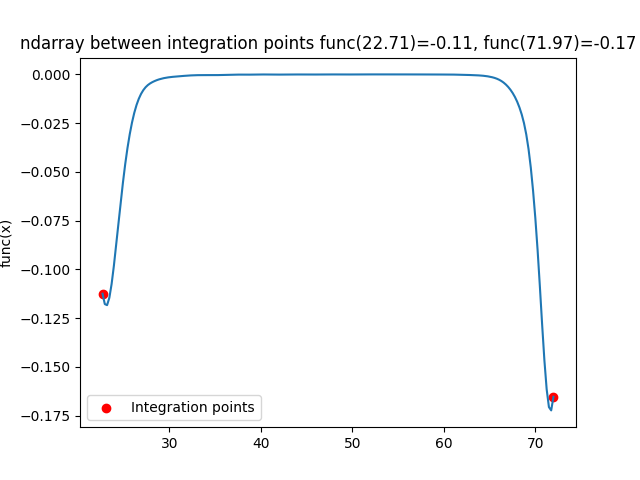 ndarray between integration points func(22.71)=-0.11, func(71.97)=-0.17
func(x)
0.000
−0.025
−0.050
−0.075
−0.100
−0.125
−0.150
−0.175
Integration points
30 40 50 60 70